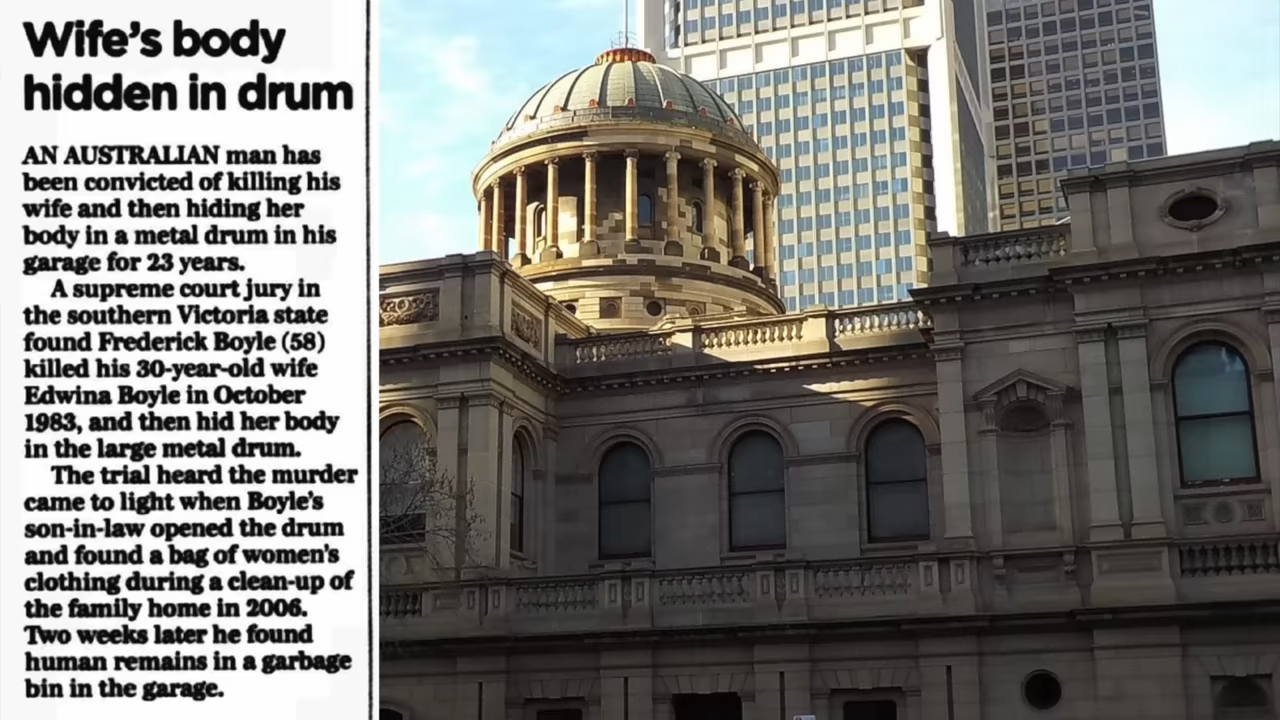 Wife's body
hidden in drum
AN AUSTRALIAN man has
been convicted of killing his
wife and then hiding her
body in a metal drum in his
garage for 23 years.
A supreme court jury in
the southern Victoria state
found Frederick Boyle (58)
killed his 30-year-old wife
Edwina Boyle in October
1983, and then hid her body
in the large metal drum.
The trial heard the murder
came to light when Boyle's
son-in-law opened the drum
and found a bag of women's
clothing during a clean-up of
the family home in 2006.
Two weeks later he found
human remains in a garbage
bin in the garage.